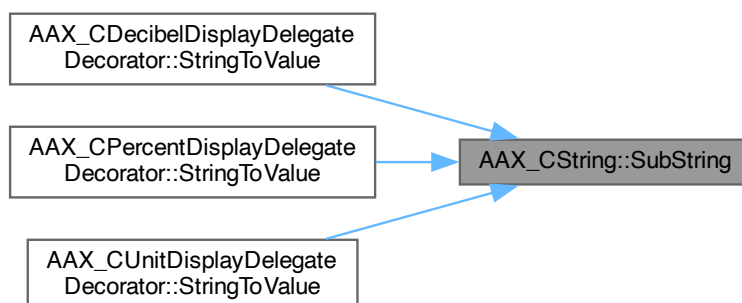 AAX_CDecibelDisplayDelegate
Decorator::StringToValue
AAX_CPercentDisplayDelegate
Decorator::StringToValue
AAX_CString::SubString
AAX_CUnitDisplayDelegate
Decorator::StringToValue